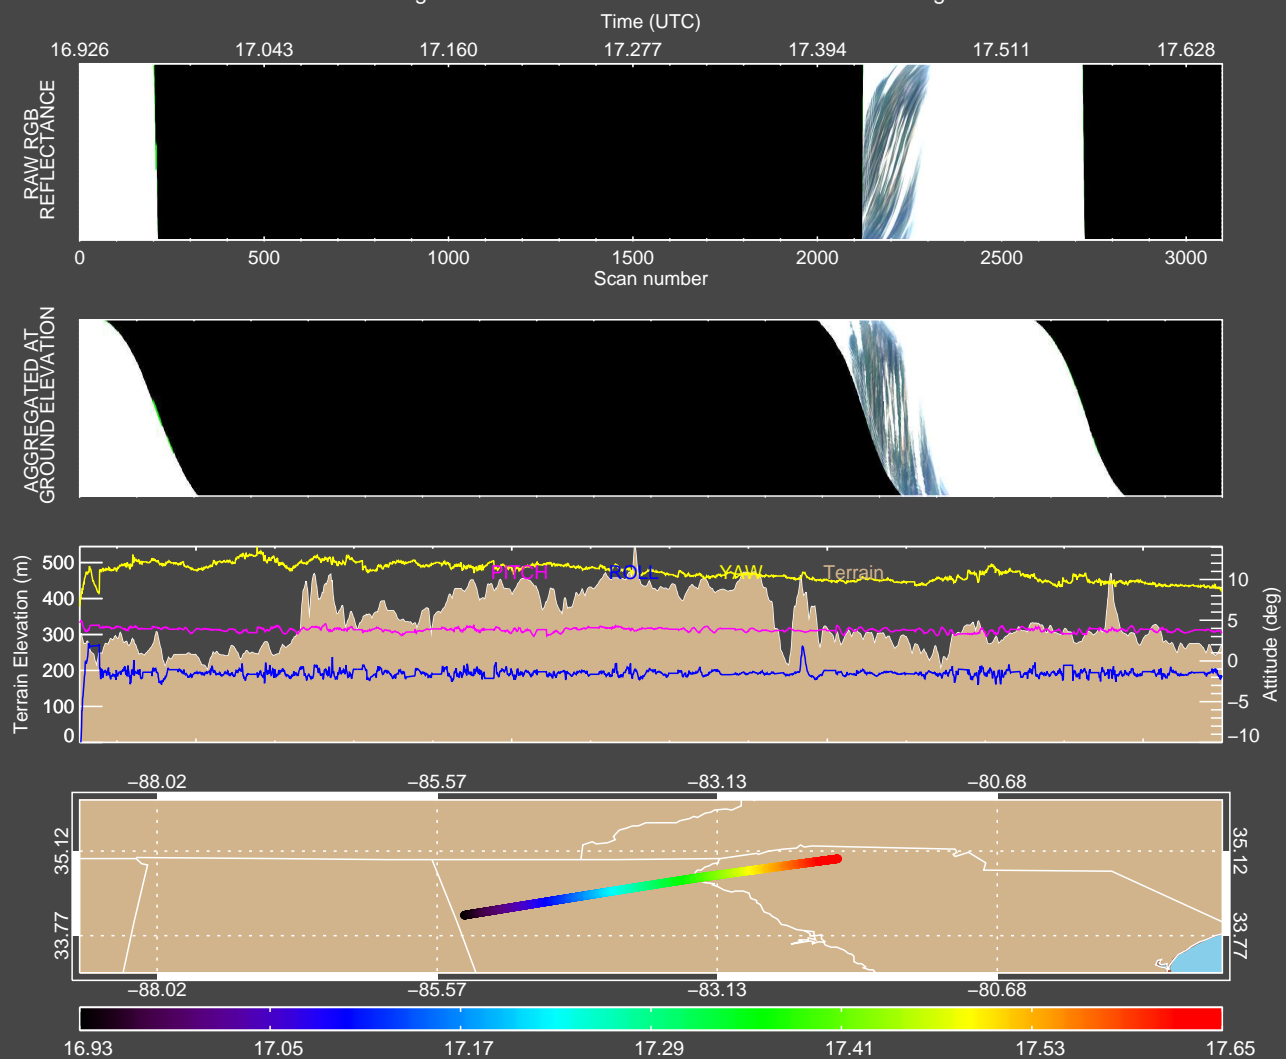 Time (UTC)
16.926 17.043 17.160 17.277 17.394 17.511 17.628
RAW RGB
REFLECTANCE
0 500 1000 1500 2000 2500 3000
Scan number
AGGREGATED AT
GROUND ELEVATION
Terrain Elevation (m)
500
400
300
200
100
0
PITCH ROLL YAW Terrain
10
5
0
−5
−10
Attitude (deg)
−88.02 −85.57 −83.13 −80.68
35.12 35.12
33.77 33.77
−88.02 −85.57 −83.13 −80.68
16.93 17.05 17.17 17.29 17.41 17.53 17.65